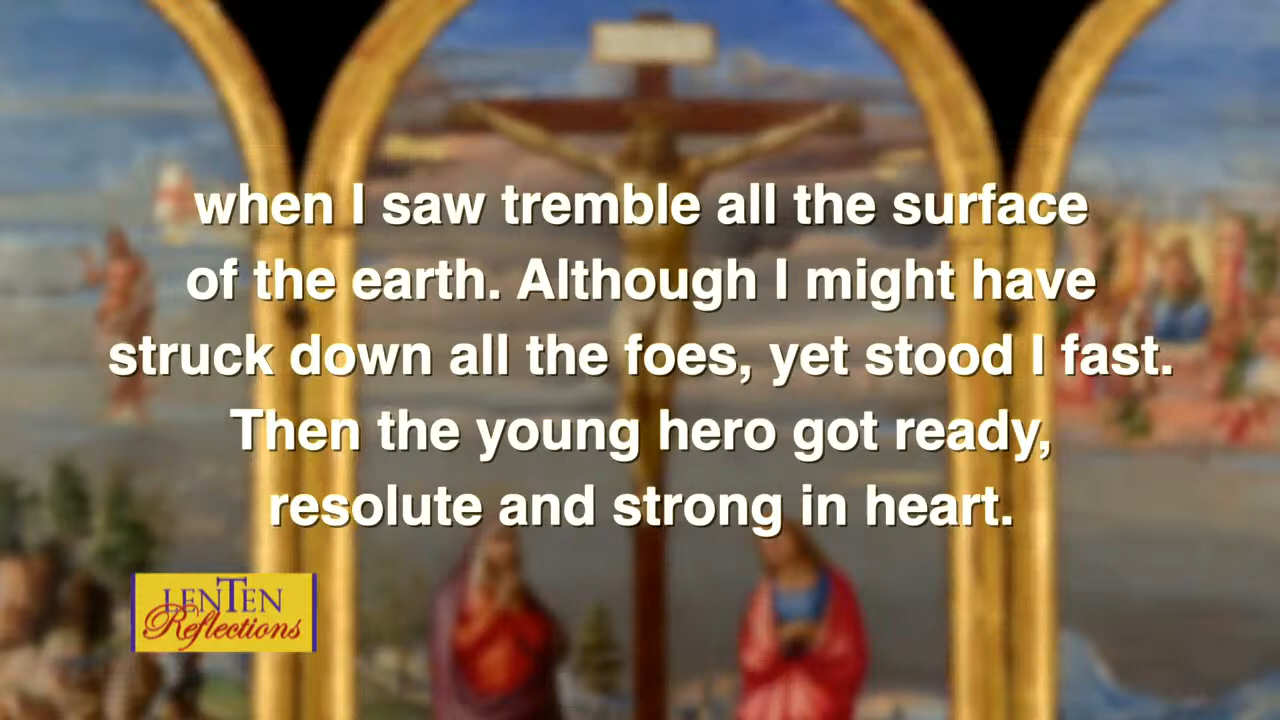 when I saw tremble all the surface
of the earth. Although I might have
struck down all the foes, yet stood I fast.
Then the young hero got ready,
resolute and strong in heart.
LENTEN
Reflections